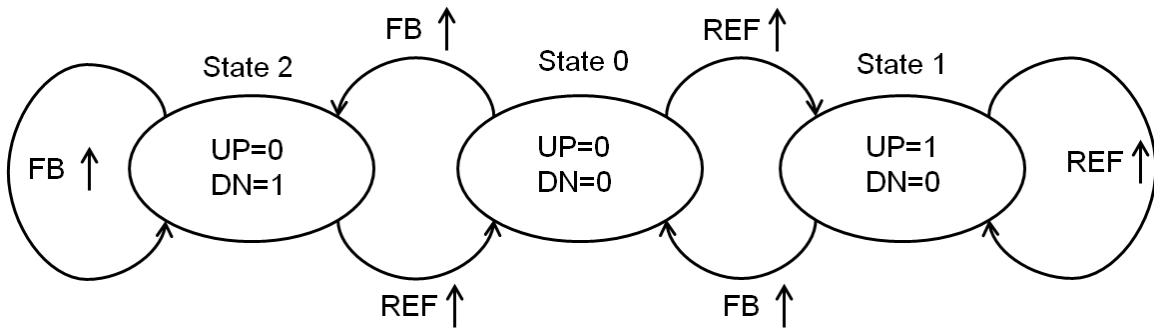 FB ↑
REF ↑
State 2
State 0
State 1
FB ↑
UP=0
DN=1
UP=0
DN=0
UP=1
DN=0
REF ↑
REF ↑
FB ↑